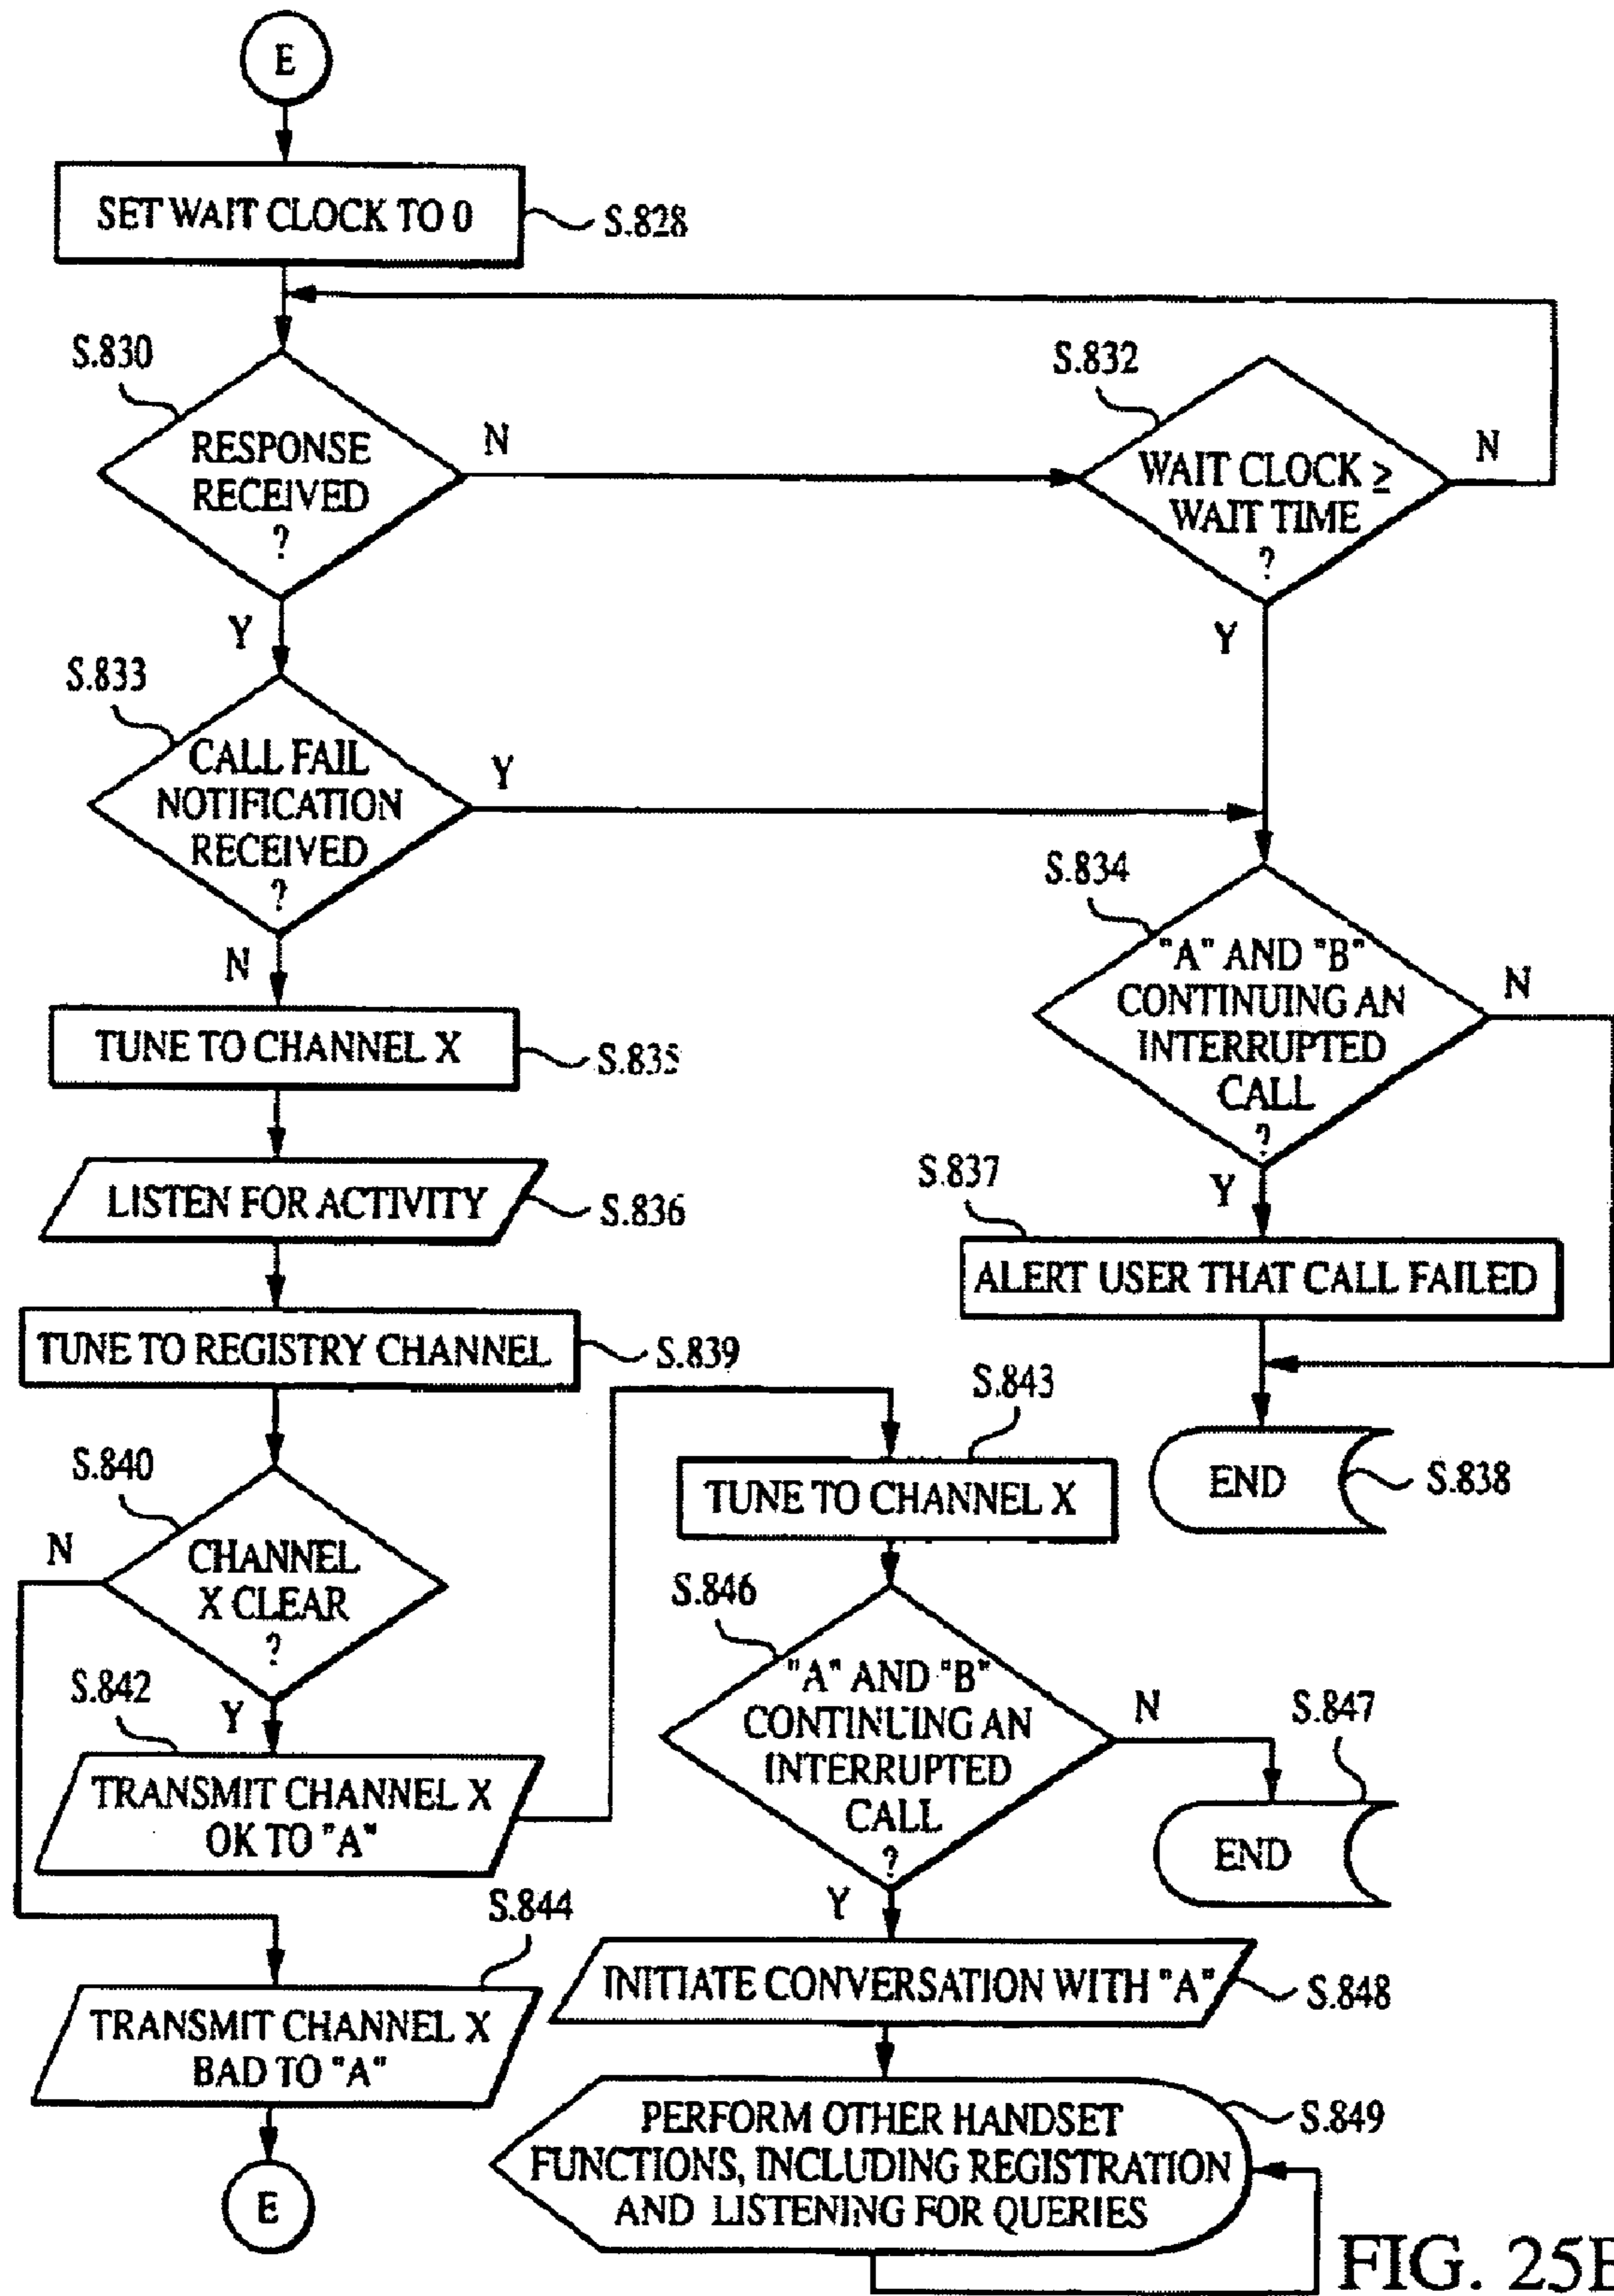 E
SET WAIT CLOCK TO 0
S.828
S.830
RESPONSE
RECEIVED
?
N
Y
S.832
WAIT CLOCK ≥
WAIT TIME
?
N
Y
S.833
CALL FAIL
NOTIFICATION
RECEIVED
?
Y
N
S.834
"A" AND "B"
CONTINUING AN
INTERRUPTED
CALL
?
N
Y
TUNE TO CHANNEL X
S.835
LISTEN FOR ACTIVITY
S.836
S.837
ALERT USER THAT CALL FAILED
TUNE TO REGISTRY CHANNEL
S.839
END
S.838
S.840
CHANNEL
X CLEAR
?
N
Y
S.842
TRANSMIT CHANNEL X
OK TO "A"
S.843
TUNE TO CHANNEL X
S.846
"A" AND "B"
CONTINUING AN
INTERRUPTED
CALL
?
N
Y
S.847
END
S.844
TRANSMIT CHANNEL X
BAD TO "A"
E
INITIATE CONVERSATION WITH "A"
S.848
PERFORM OTHER HANDSET
FUNCTIONS, INCLUDING REGISTRATION
AND LISTENING FOR QUERIES
S.849
FIG. 25E